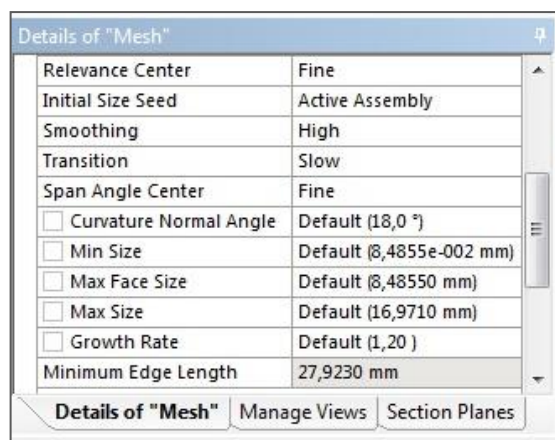 Details of "Mesh"
Relevance Center Fine
Initial Size Seed Active Assembly
Smoothing High
Transition Slow
Span Angle Center Fine
Curvature Normal Angle Default (18,0 °)
Min Size Default (8,4855e-002 mm)
Max Face Size Default (8,48550 mm)
Max Size Default (16,9710 mm)
Growth Rate Default (1,20 )
Minimum Edge Length 27,9230 mm
Details of "Mesh" Manage Views Section Planes